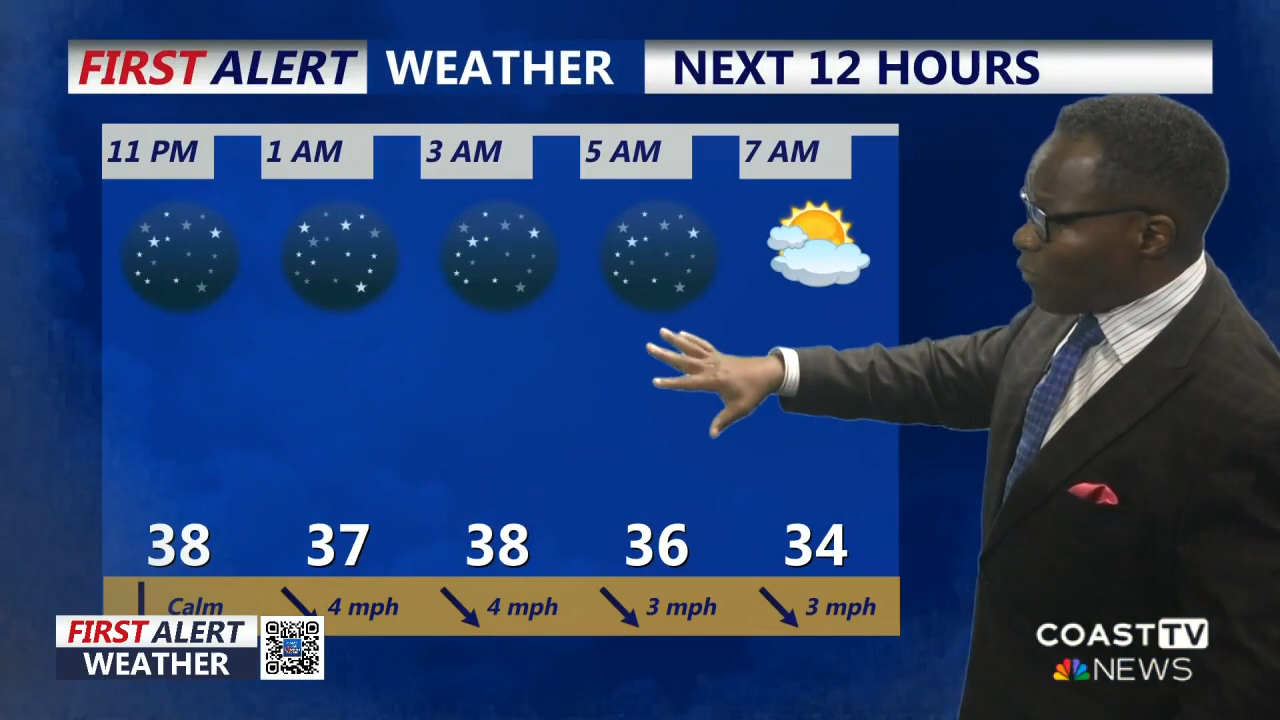 FIRST ALERT WEATHER NEXT 12 HOURS
11 PM 1 AM 3 AM 5 AM 7 AM
38 37 38 36 34
Calm 4 mph 4 mph 3 mph 3 mph
FIRST ALERT
WEATHER
COAST TV
NEWS